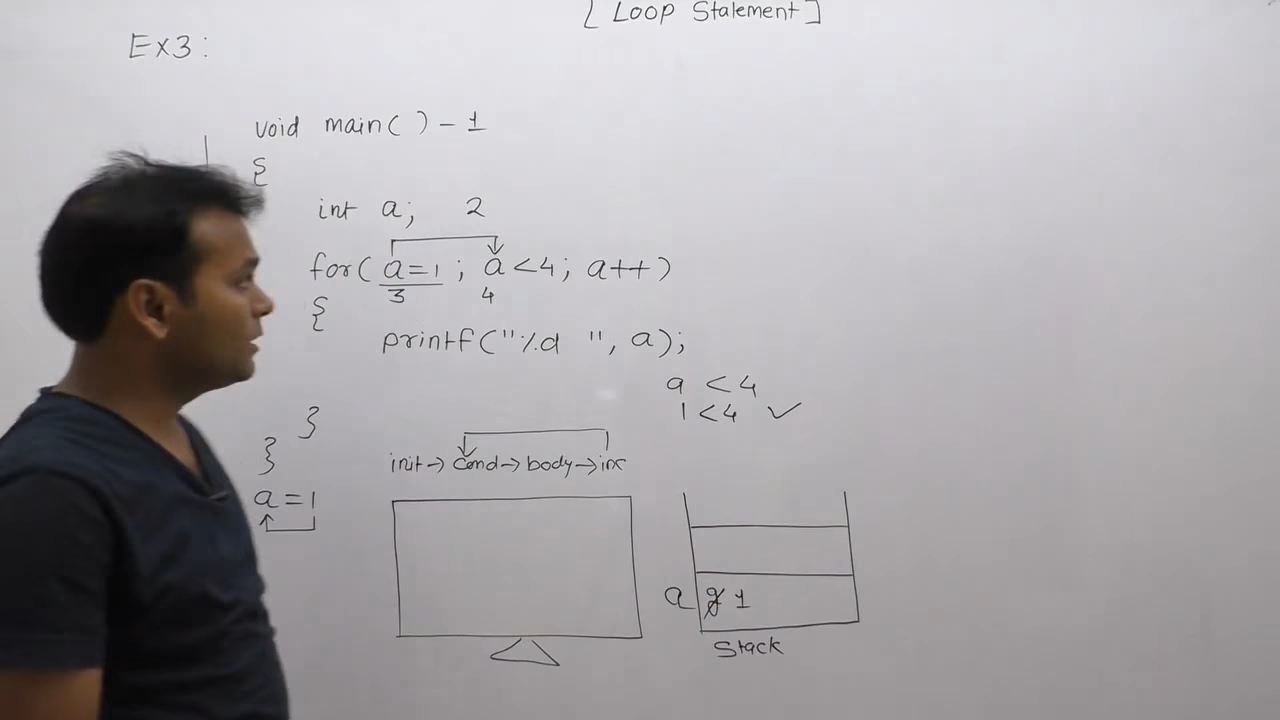 [ Loop Statement ]
Ex3:
void main( ) - 1
{
int a; 2
for( a=1 ; a<4; a++)
3 4
{
printf("%d ", a);
a < 4
1 < 4 ✓
}
}
init → cond → body → inc
a = 1
a g 1
Stack